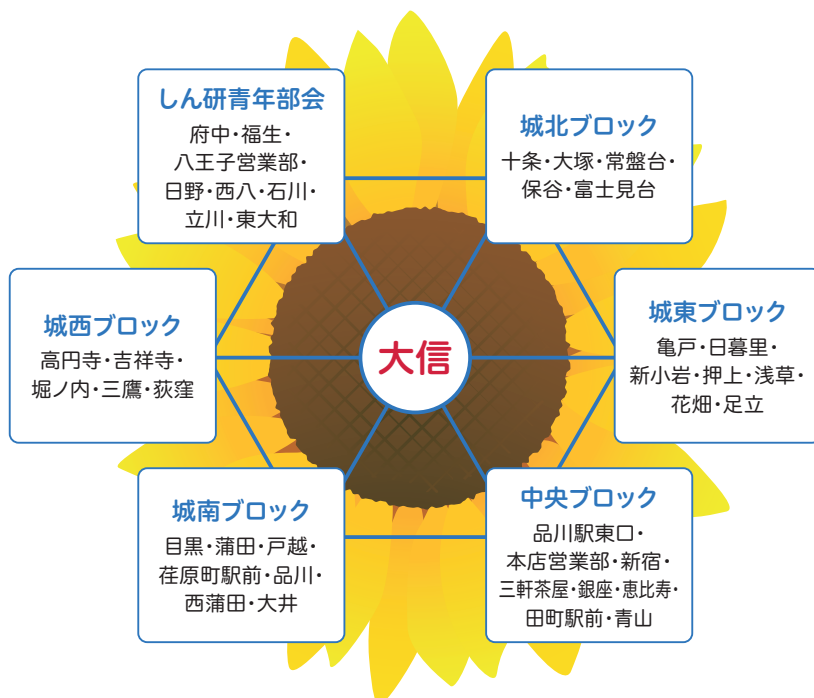 しん研青年部会
府中・福生・
八王子営業部・
日野・西八・石川・
立川・東大和
城北ブロック
十条・大塚・常盤台・
保谷・富士見台
城西ブロック
高円寺・吉祥寺・
堀ノ内・三鷹・荻窪
大信
城東ブロック
亀戸・日暮里・
新小岩・押上・浅草・
花畑・足立
城南ブロック
目黒・蒲田・戸越・
荏原町駅前・品川・
西蒲田・大井
中央ブロック
品川駅東口・
本店営業部・新宿・
三軒茶屋・銀座・恵比寿・
田町駅前・青山